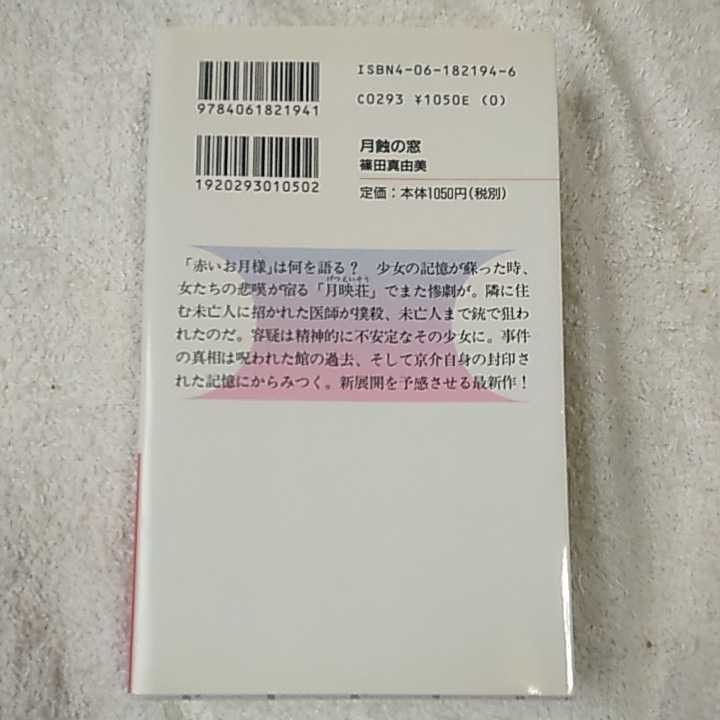 ISBN4-06-182194-6
9784061821941
C0293 ¥1050E (0)
1920293010502
月蝕の窓
篠田真由美
定価：本体1050円（税別）
「赤いお月様」は何を語る？　少女の記憶が蘇った時、
げつえいそう
女たちの悲嘆が宿る「月映荘」でまた惨劇が。隣に住
む未亡人に招かれた医師が撲殺、未亡人まで銃で狙わ
れたのだ。容疑は精神的に不安定なその少女に。事件
の真相は呪われた館の過去、そして京介自身の封印さ
れた記憶にからみつく。新展開を予感させる最新作！